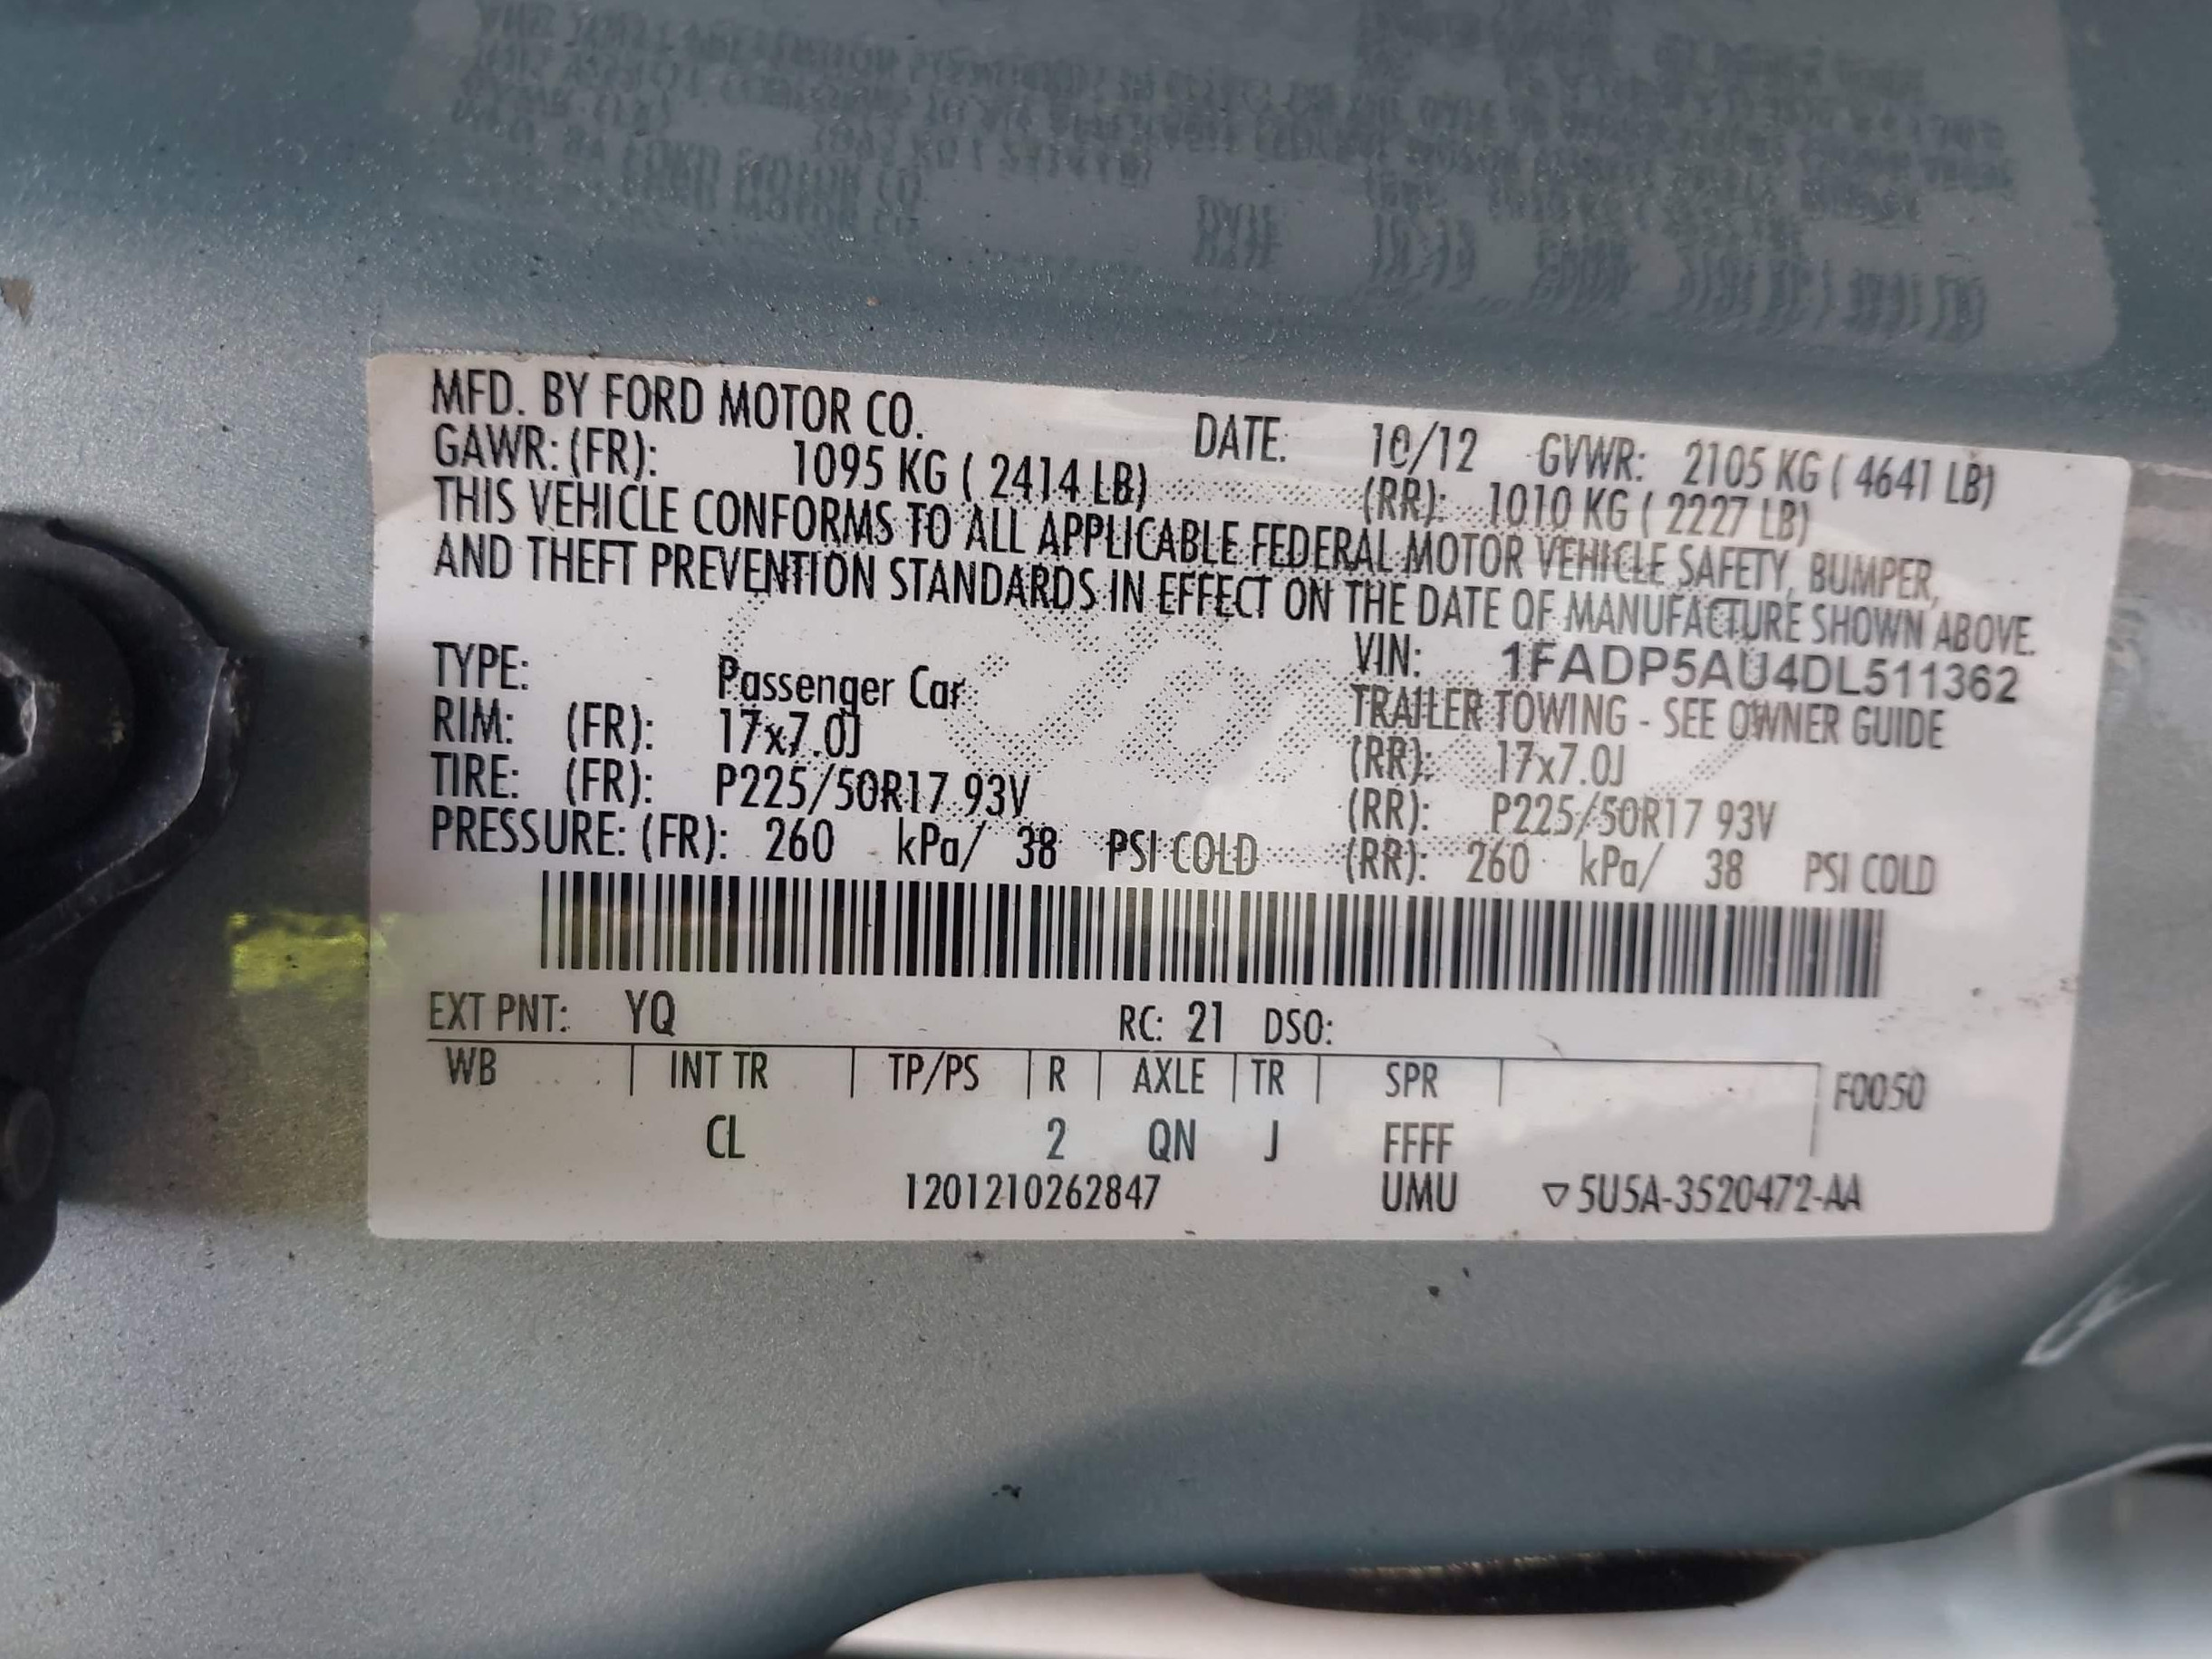 MFD. BY FORD MOTOR CO. DATE: 10/12 GVWR: 2105 KG ( 4641 LB)
GAWR: (FR): 1095 KG ( 2414 LB) (RR): 1010 KG ( 2227 LB)
THIS VEHICLE CONFORMS TO ALL APPLICABLE FEDERAL MOTOR VEHICLE SAFETY, BUMPER,
AND THEFT PREVENTION STANDARDS IN EFFECT ON THE DATE OF MANUFACTURE SHOWN ABOVE.
VIN: 1FADP5AU4DL511362
TYPE: Passenger Car TRAILER TOWING - SEE OWNER GUIDE
RIM: (FR): 17x7.0J (RR): 17x7.0J
TIRE: (FR): P225/50R17 93V (RR): P225/50R17 93V
PRESSURE: (FR): 260 kPa/ 38 PSI COLD (RR): 260 kPa/ 38 PSI COLD
EXT PNT: YQ RC: 21 DSO:
WB INT TR TP/PS R AXLE TR SPR F0050
CL 2 QN J FFFF
1201210262847 UMU ▽5U5A-3520472-AA